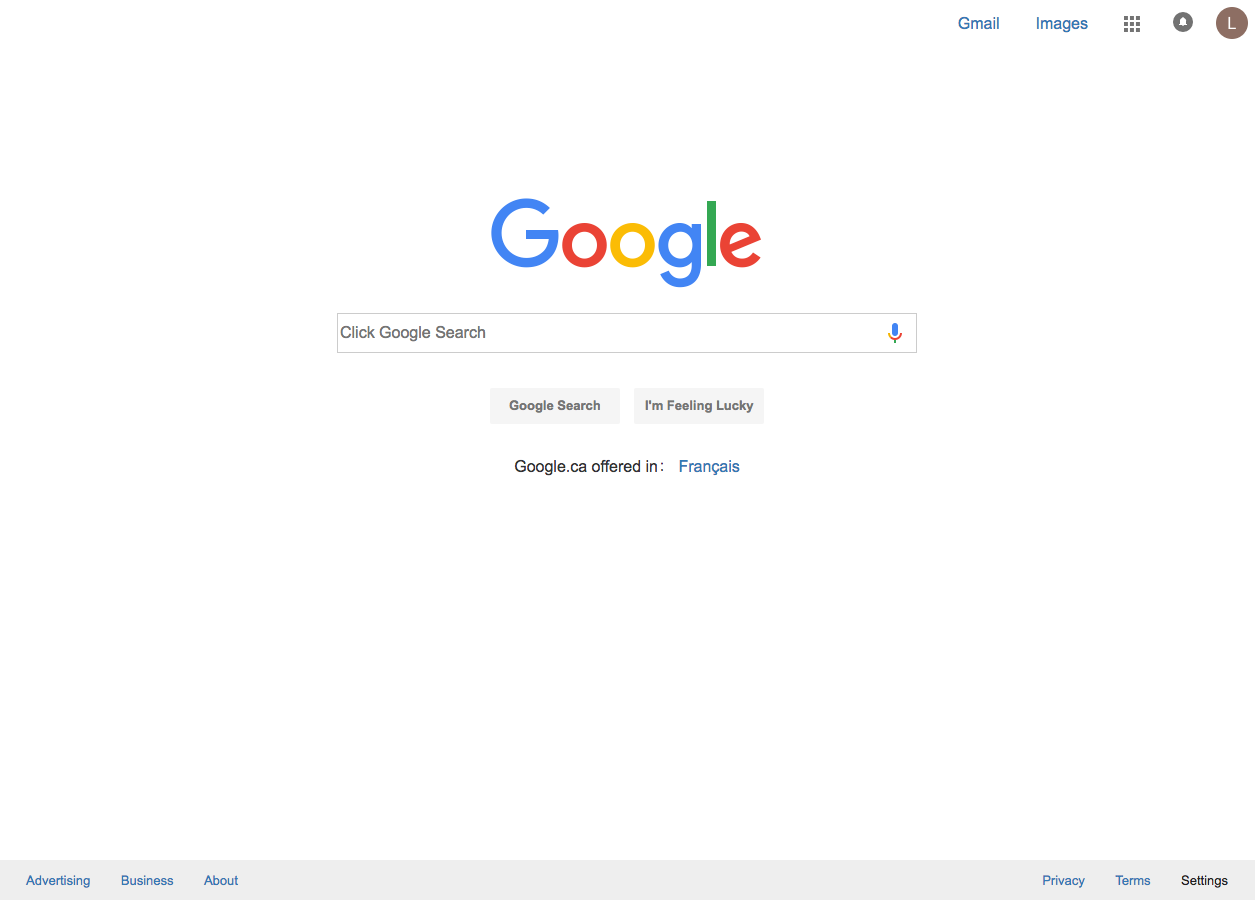 Gmail Images L
Google
Click Google Search
Google Search I'm Feeling Lucky
Google.ca offered in: Français
Advertising Business About Privacy Terms Settings